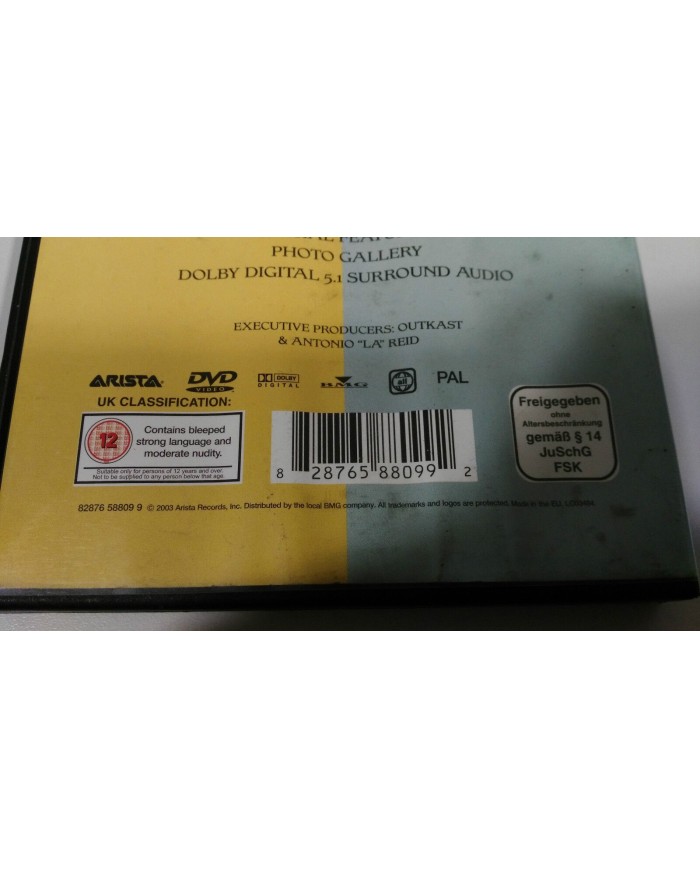 PHOTO GALLERY
DOLBY DIGITAL 5.1 SURROUND AUDIO
EXECUTIVE PRODUCERS: OUTKAST
& ANTONIO "LA" REID
ARISTA DVD VIDEO DOLBY DIGITAL BMG all PAL
UK CLASSIFICATION:
12
Contains bleeped
strong language and
moderate nudity.
Suitable only for persons of 12 years and over.
Not to be supplied to any person below that age.
8 28765 88099 2
Freigegeben
ohne
Altersbeschränkung
gemäß § 14
JuSchG
FSK
82876 58809 9 © 2003 Arista Records, Inc. Distributed by the local BMG company. All trademarks and logos are protected. Made in the EU.